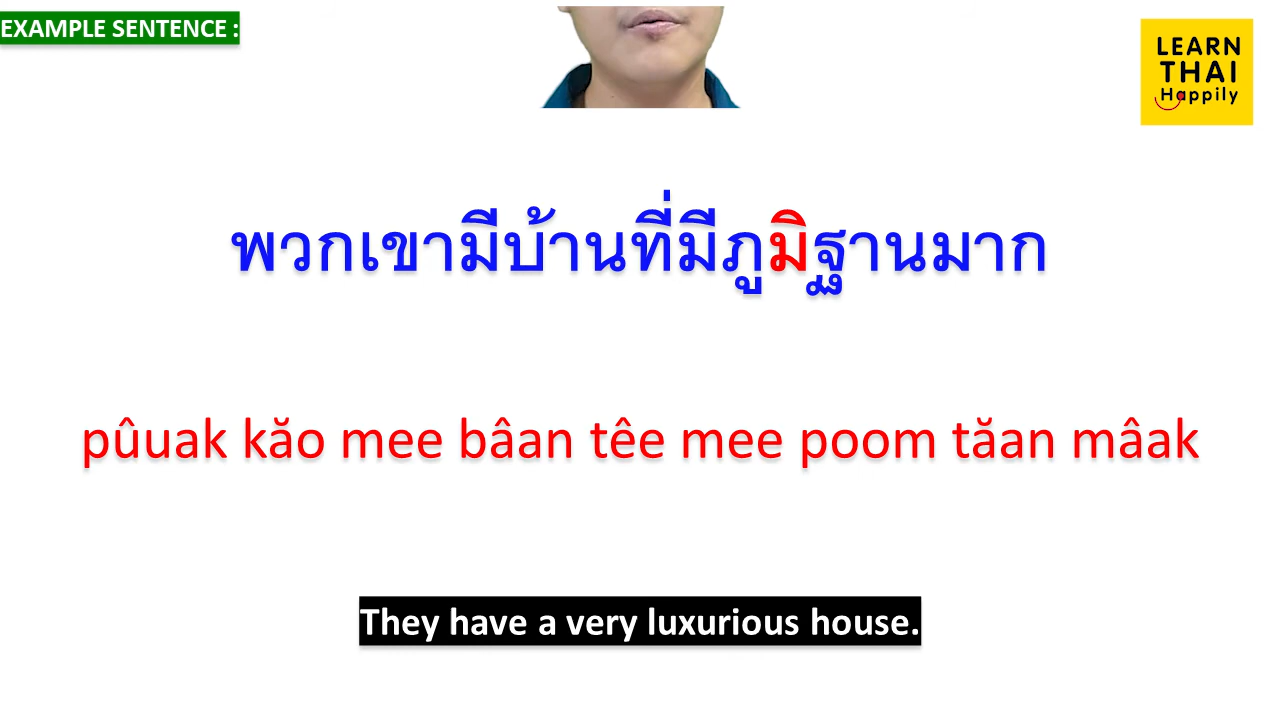 EXAMPLE SENTENCE :
LEARN
THAI
Happily
พวกเขามีบ้านที่มีภูมิฐานมาก
pûuak kăo mee bâan têe mee poom tăan mâak
They have a very luxurious house.